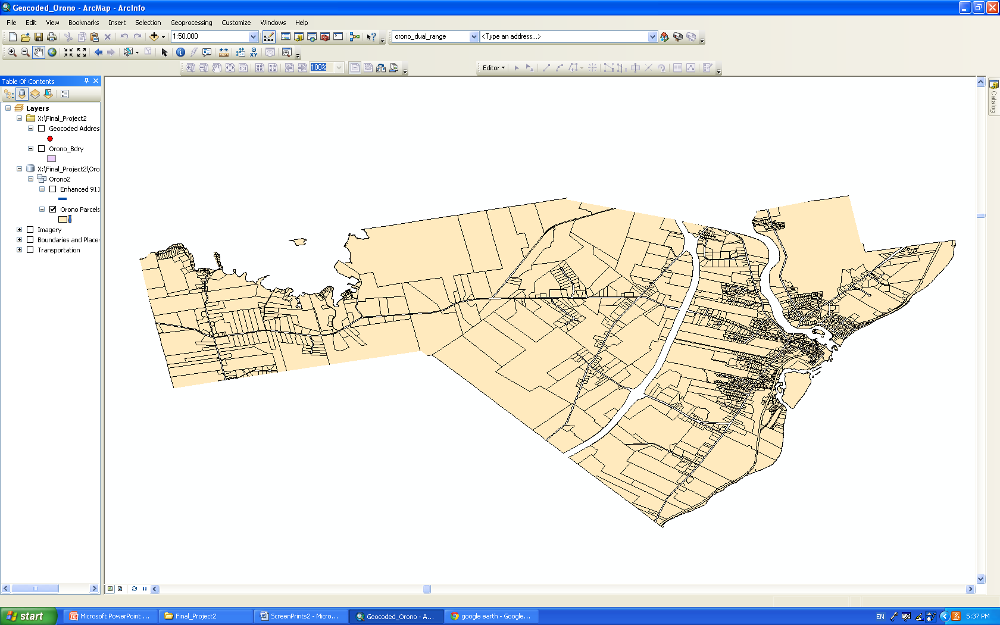 Geocoded_Orono - ArcMap - ArcInfo
File Edit View Bookmarks Insert Selection Geoprocessing Customize Windows Help
1:50,000
orono_dual_range
<Type an address...>
100%
Editor
Table Of Contents
Catalog
Layers
X:\Final_Project2
Geocoded Addres
Orono_Bdry
X:\Final_Project2\Oro
Orono2
Enhanced 911
Orono Parcels
Imagery
Boundaries and Places
Transportation
start
Microsoft PowerPoint ...
Final_Project2
ScreenPrints2 - Micro...
Geocoded_Orono - A...
google earth - Google...
EN
5:37 PM